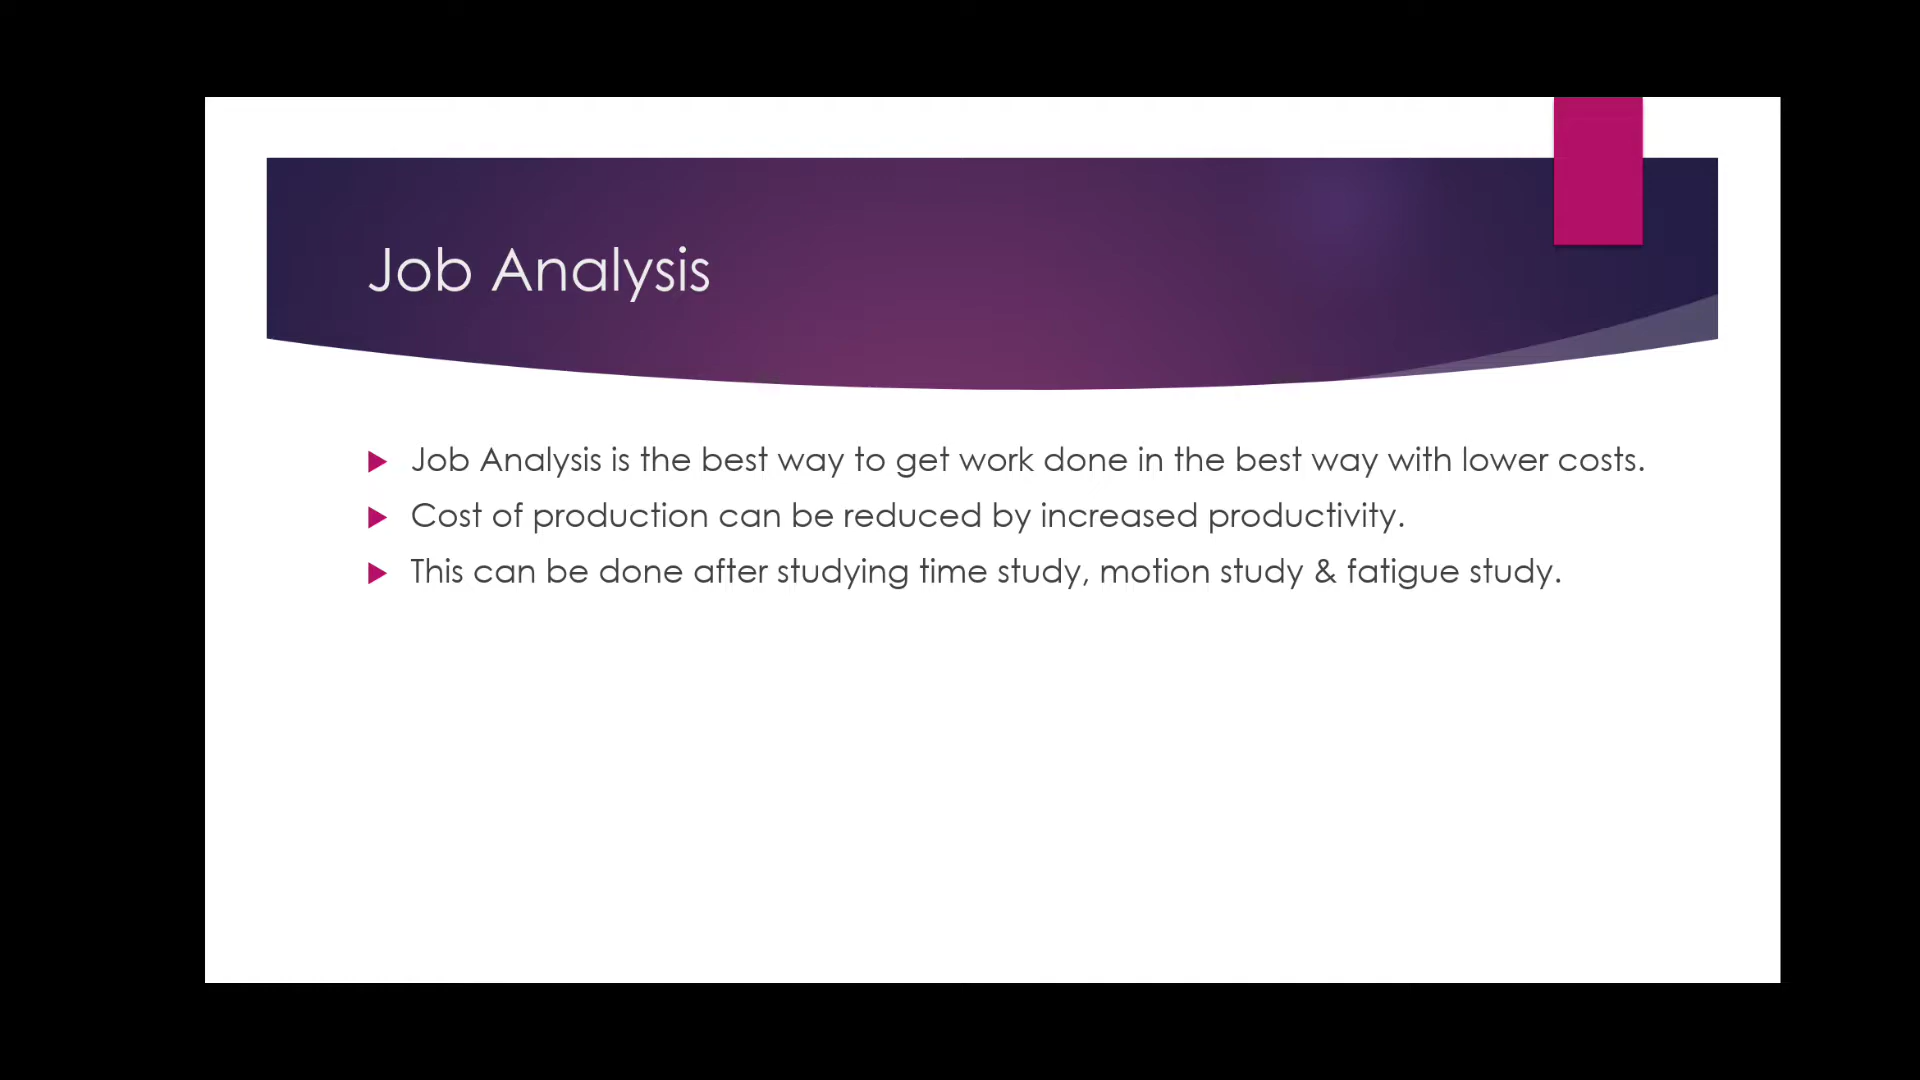 Job Analysis
Job Analysis is the best way to get work done in the best way with lower costs.
Cost of production can be reduced by increased productivity.
This can be done after studying time study, motion study & fatigue study.